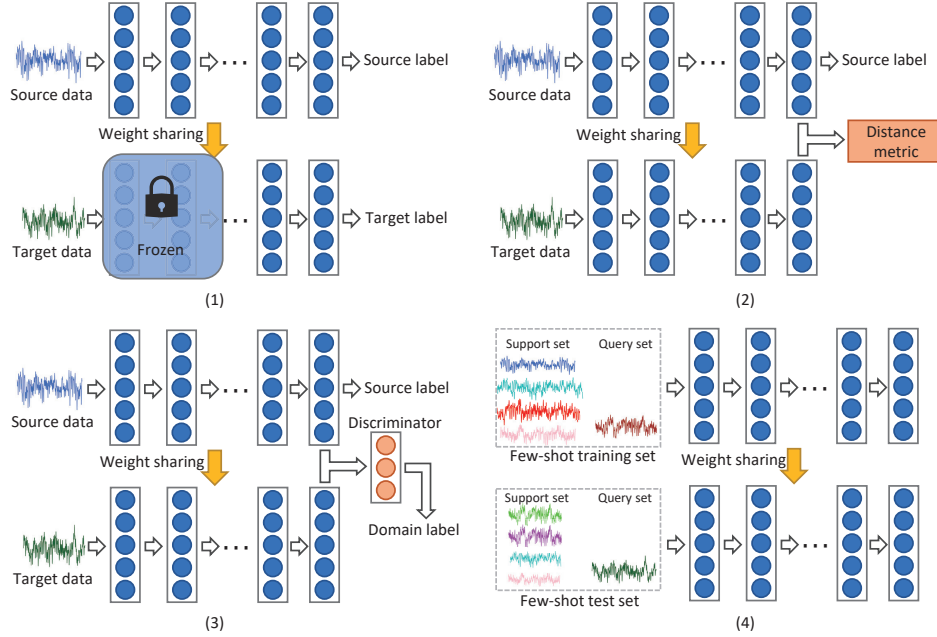 Source data
Source label
Weight sharing
Frozen
Target data
Target label
(1)
Source data
Source label
Weight sharing
Distance
metric
Target data
(2)
Source data
Source label
Discriminator
Weight sharing
Domain label
Target data
(3)
Support set
Query set
Few-shot training set
Weight sharing
Support set
Query set
Few-shot test set
(4)